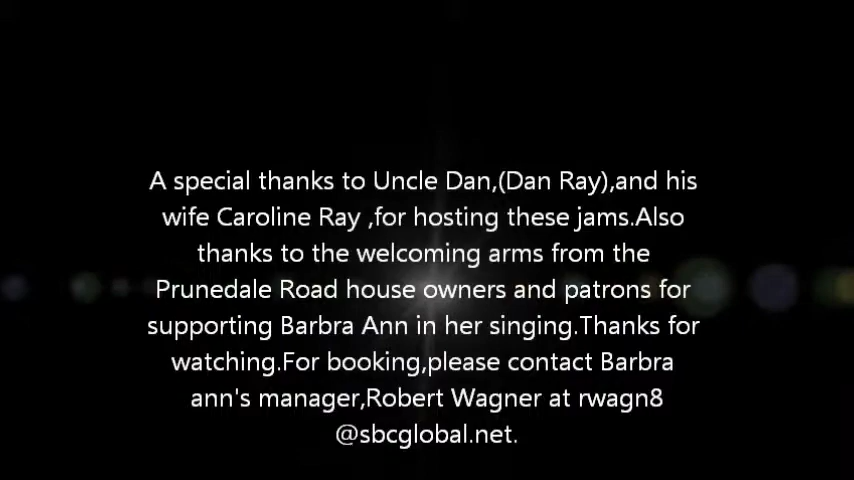 A special thanks to Uncle Dan,(Dan Ray),and his
wife Caroline Ray ,for hosting these jams.Also
thanks to the welcoming arms from the
Prunedale Road house owners and patrons for
supporting Barbra Ann in her singing.Thanks for
watching.For booking,please contact Barbra
ann's manager,Robert Wagner at rwagn8
@sbcglobal.net.